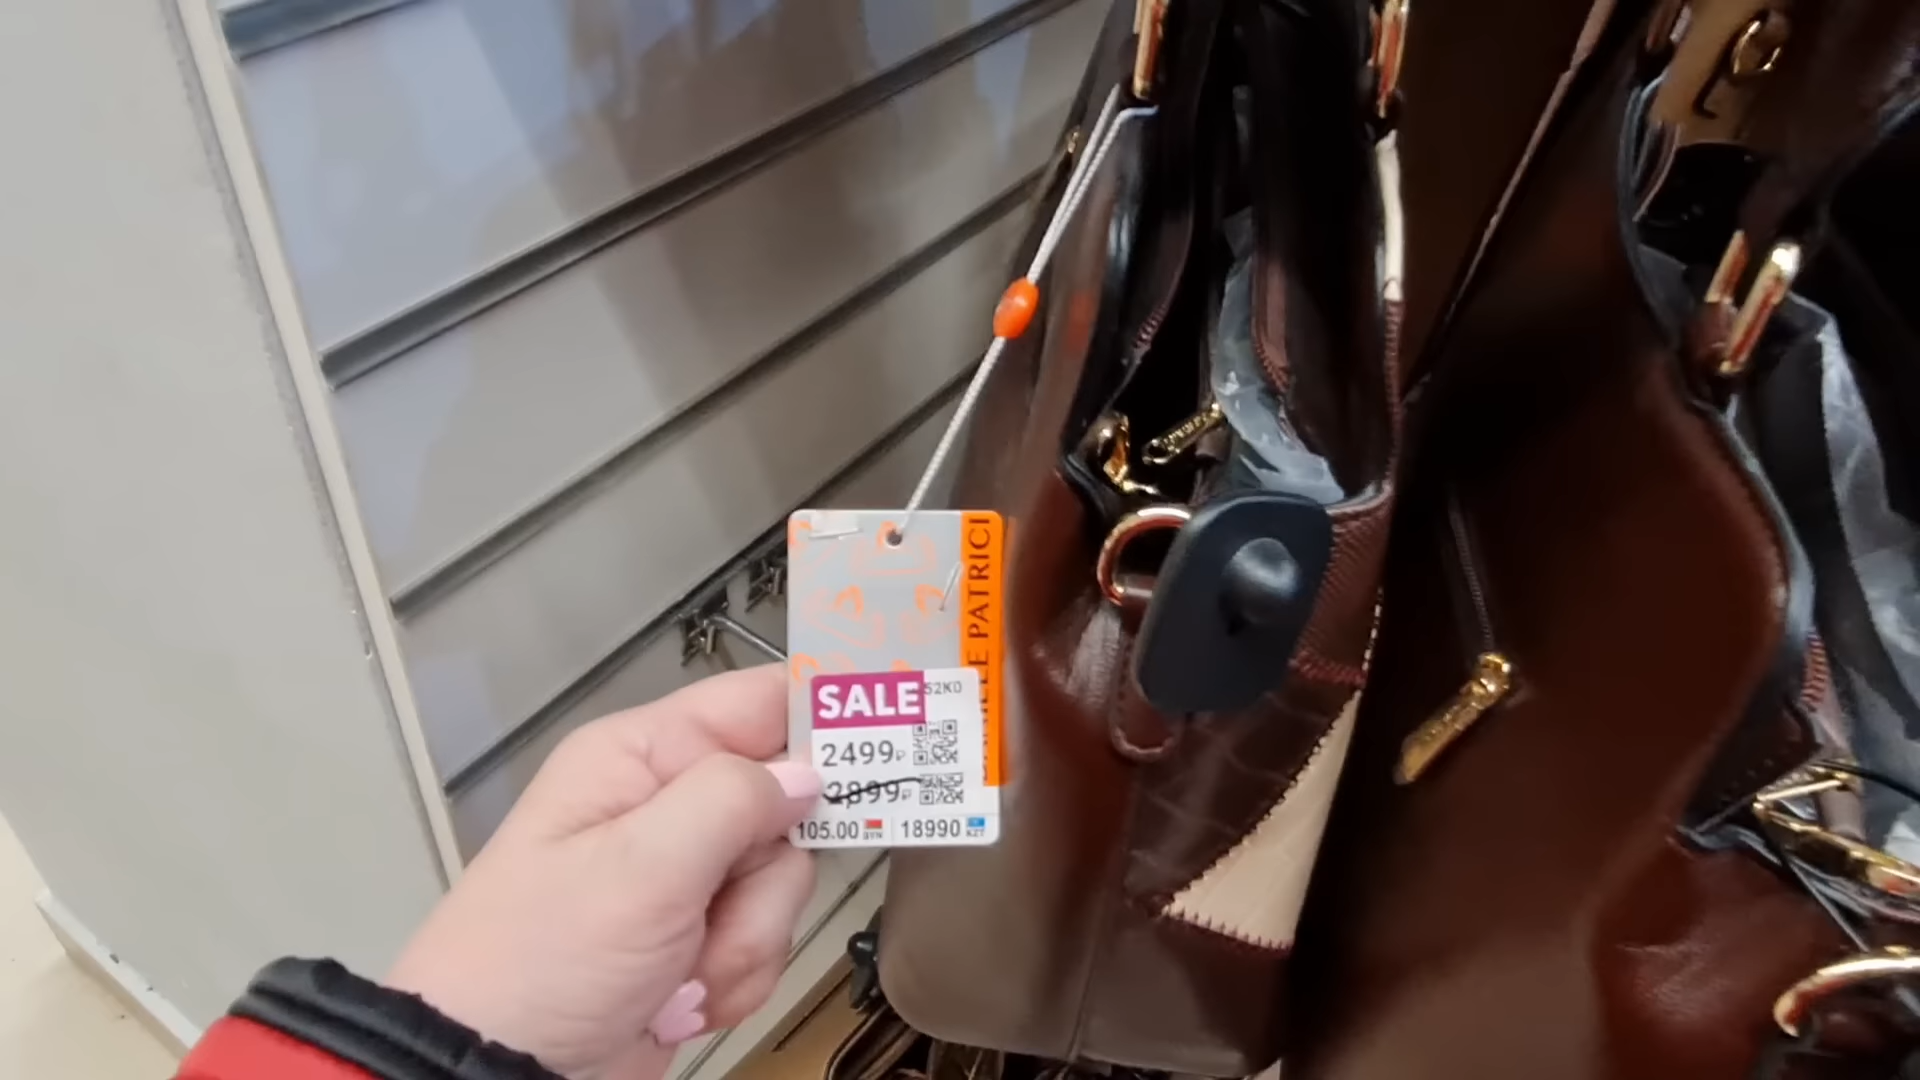 PATRICI
SALE
52K0
2499₽
2899₽
105.00 BYN
18990 KZT